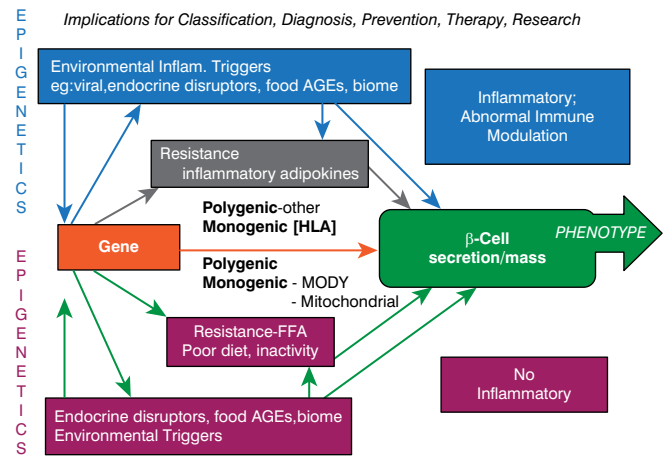 Implications for Classification, Diagnosis, Prevention, Therapy, Research
EPIGENETICS
Environmental Inflam. Triggers
eg:viral,endocrine disruptors, food AGEs, biome
Inflammatory;
Abnormal Immune
Modulation
Resistance
inflammatory adipokines
Polygenic-other
Monogenic [HLA]
Gene
β-Cell
secretion/mass
PHENOTYPE
Polygenic
Monogenic - MODY
- Mitochondrial
EPIGENETICS
Resistance-FFA
Poor diet, inactivity
No
Inflammatory
Endocrine disruptors, food AGEs,biome
Environmental Triggers